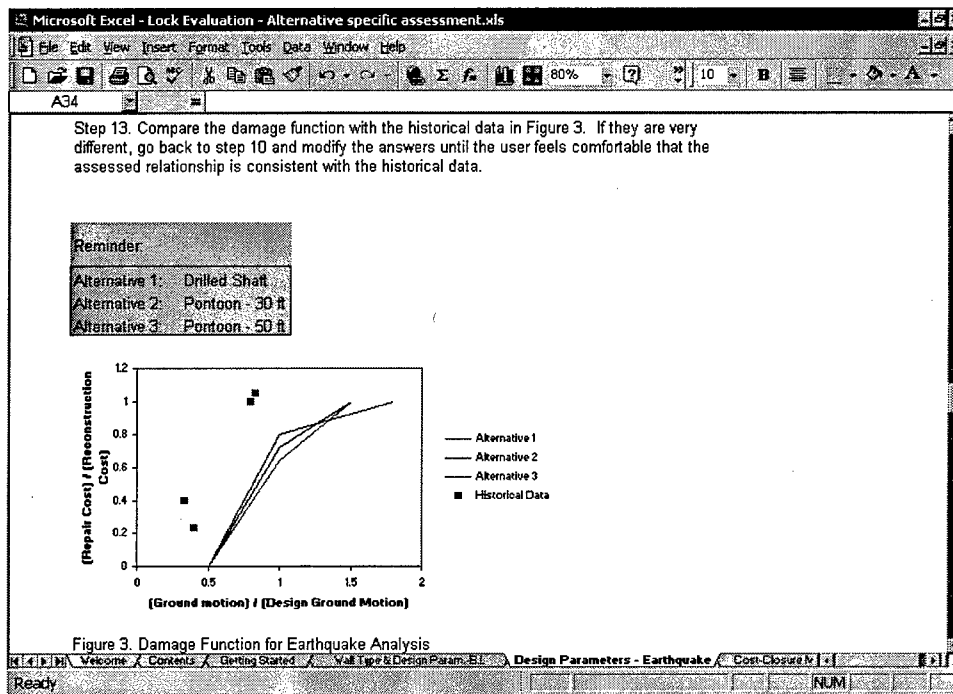 Microsoft Excel - Lock Evaluation - Alternative specific assessment.xls
File Edit View Insert Format Tools Data Window Help
80% 10 B A
A34 =
Step 13. Compare the damage function with the historical data in Figure 3. If they are very
different, go back to step 10 and modify the answers until the user feels comfortable that the
assessed relationship is consistent with the historical data.
Reminder:
Alternative 1: Drilled Shaft
Alternative 2: Pontoon - 30 ft
Alternative 3: Pontoon - 50 ft
(Repair Cost) / (Reconstruction
Cost)
1.2
1
0.8
0.6
0.4
0.2
0
0 0.5 1 1.5 2
(Ground motion) / (Design Ground Motion)
Alternative 1
Alternative 2
Alternative 3
Historical Data
Figure 3. Damage Function for Earthquake Analysis
Welcome Contents Getting Started Wall Type & Design Param.-B.I. Design Parameters - Earthquake Cost-Closure
Ready NUM